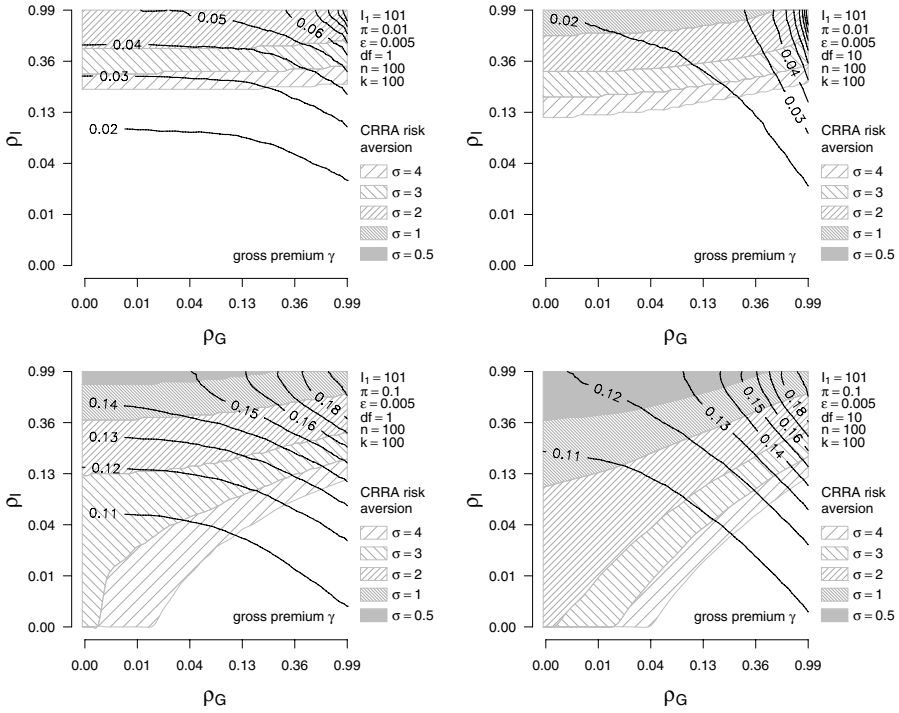 0.99
0.36
0.13
0.04
0.01
0.00
ρI
0.05
0.06
0.04
0.03
0.02
gross premium γ
0.00 0.01 0.04 0.13 0.36 0.99
ρG
I1 = 101
π = 0.01
ε = 0.005
df = 1
n = 100
k = 100
CRRA risk
aversion
σ = 4
σ = 3
σ = 2
σ = 1
σ = 0.5
0.99
0.36
0.13
0.04
0.01
0.00
ρI
0.02
0.04
0.03
gross premium γ
0.00 0.01 0.04 0.13 0.36 0.99
ρG
I1 = 101
π = 0.01
ε = 0.005
df = 10
n = 100
k = 100
CRRA risk
aversion
σ = 4
σ = 3
σ = 2
σ = 1
σ = 0.5
0.99
0.36
0.13
0.04
0.01
0.00
ρI
0.14
0.15
0.16
0.18
0.13
0.12
0.11
gross premium γ
0.00 0.01 0.04 0.13 0.36 0.99
ρG
I1 = 101
π = 0.1
ε = 0.005
df = 1
n = 100
k = 100
CRRA risk
aversion
σ = 4
σ = 3
σ = 2
σ = 1
σ = 0.5
0.99
0.36
0.13
0.04
0.01
0.00
ρI
0.12
0.13
0.15
0.18
0.16
0.14
0.11
gross premium γ
0.00 0.01 0.04 0.13 0.36 0.99
ρG
I1 = 101
π = 0.1
ε = 0.005
df = 10
n = 100
k = 100
CRRA risk
aversion
σ = 4
σ = 3
σ = 2
σ = 1
σ = 0.5